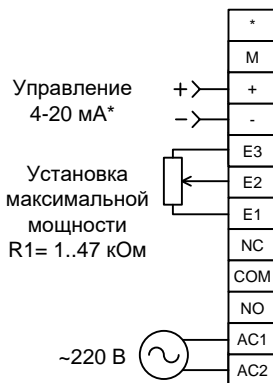 *
M
Управление
4-20 мА*
+
+
-
-
E3
Установка
максимальной
мощности
R1= 1..47 кОм
E2
E1
NC
COM
NO
~220 В
AC1
AC2